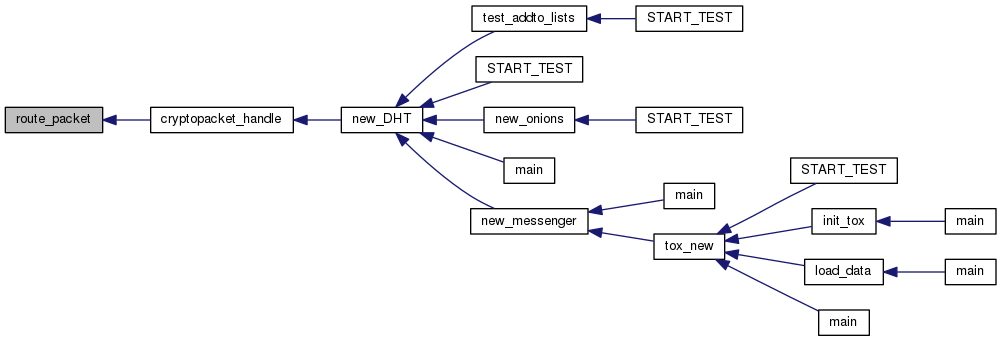 test_addto_lists
START_TEST
START_TEST
route_packet
cryptopacket_handle
new_DHT
new_onions
START_TEST
main
START_TEST
main
new_messenger
init_tox
main
tox_new
load_data
main
main